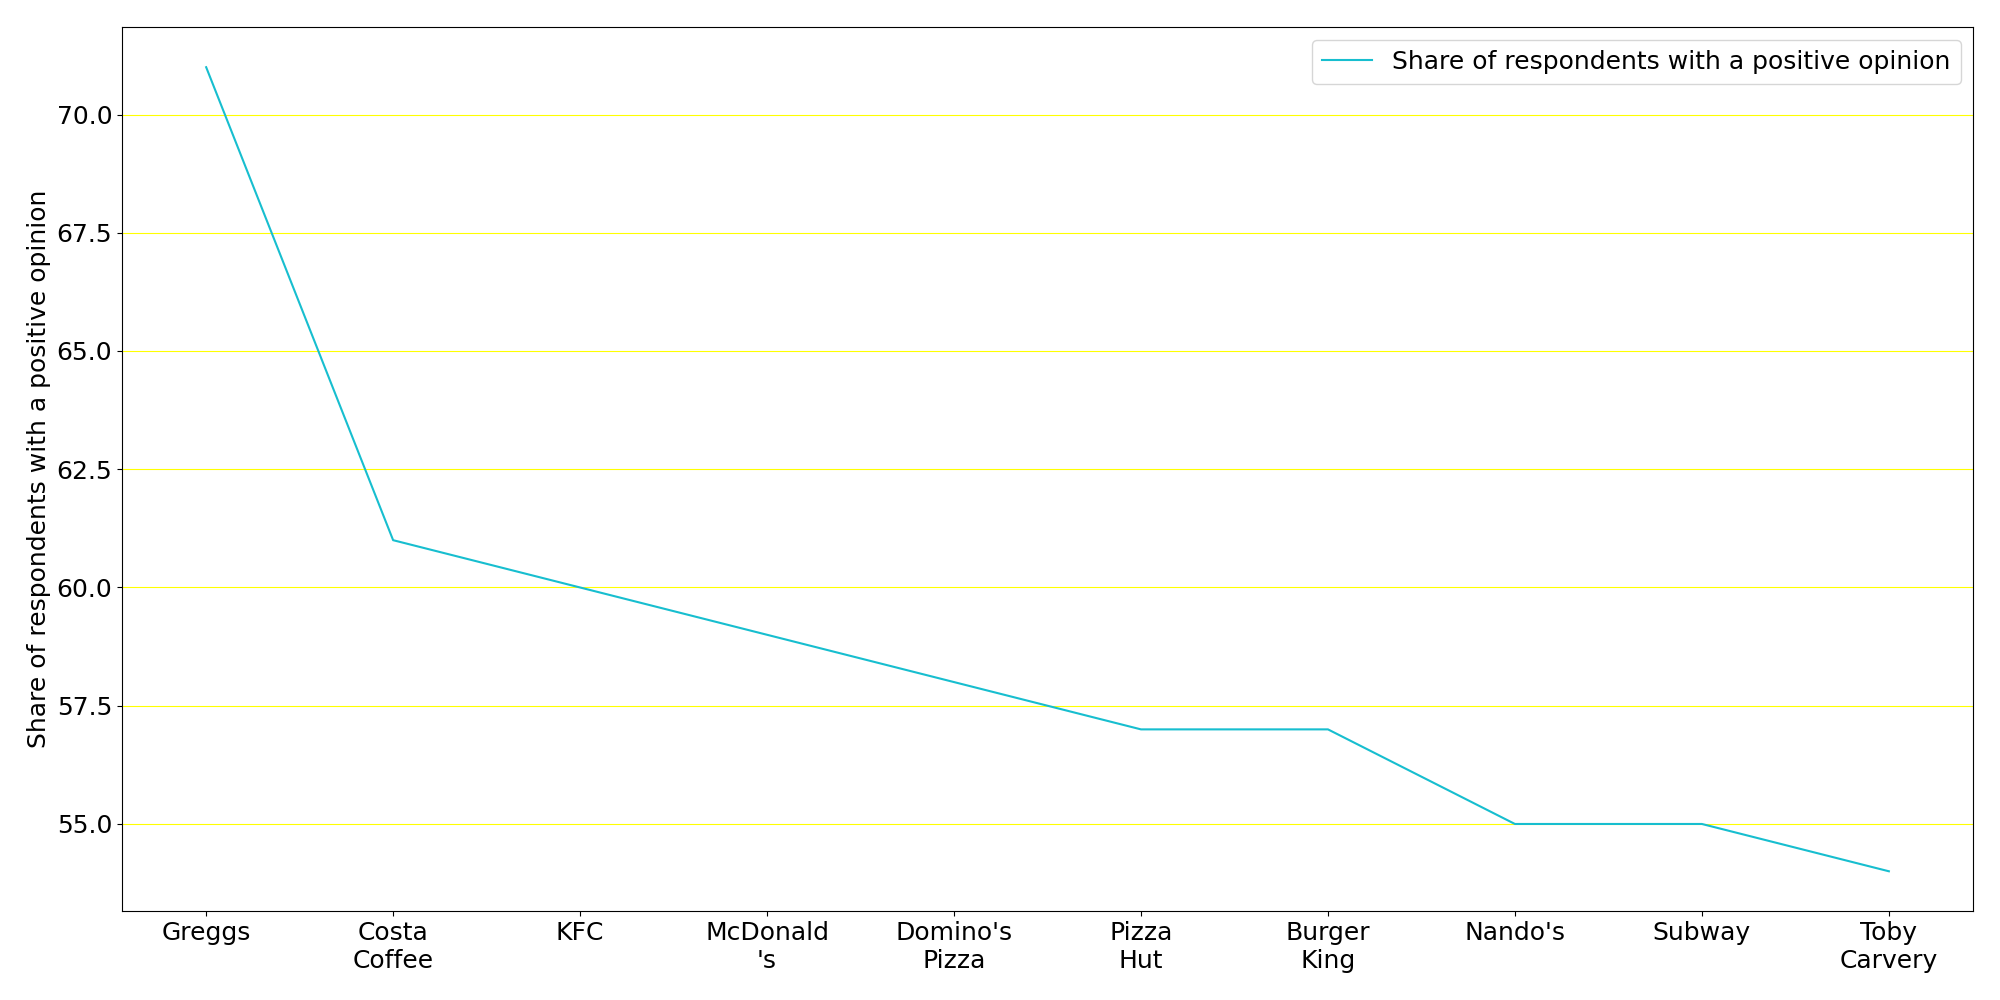 Share of respondents with a positive opinion
Share of respondents with a positive opinion
70.0
67.5
65.0
62.5
60.0
57.5
55.0
Greggs
Costa
Coffee
KFC
McDonald
's
Domino's
Pizza
Pizza
Hut
Burger
King
Nando's
Subway
Toby
Carvery